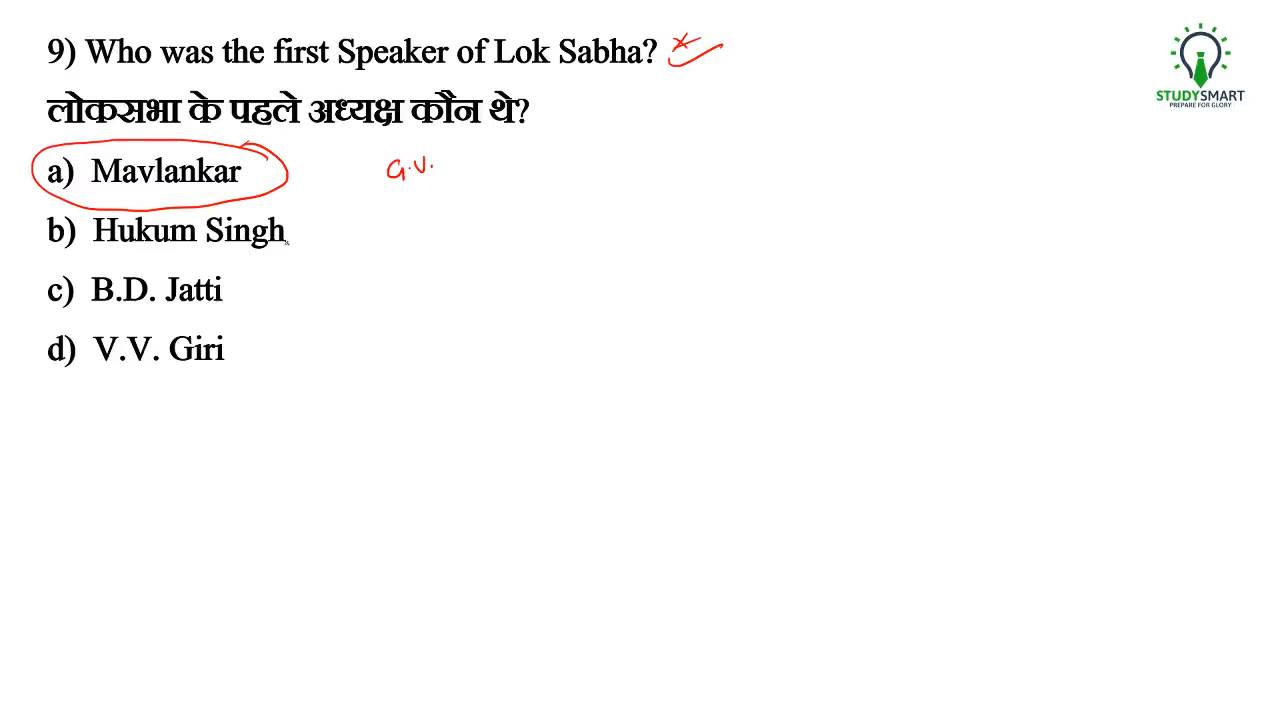 9) Who was the first Speaker of Lok Sabha?
लोकसभा के पहले अध्यक्ष कौन थे?
a) Mavlankar
G.V.
b) Hukum Singh
c) B.D. Jatti
d) V.V. Giri
STUDYSMART
PREPARE FOR GLORY